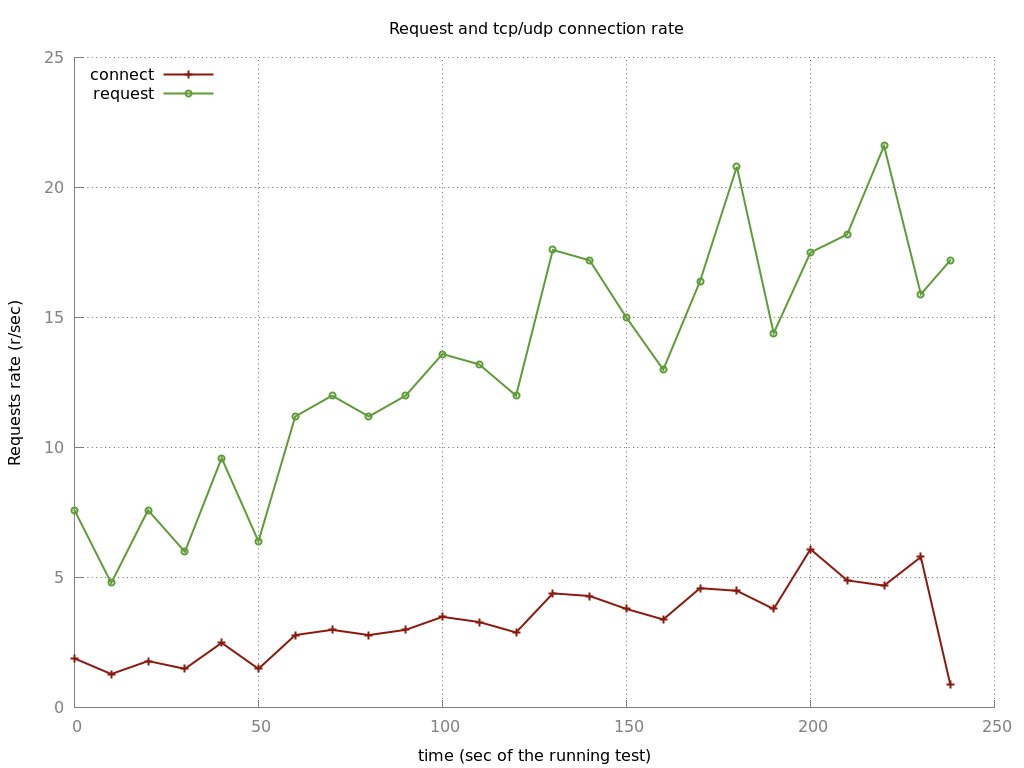 Request and tcp/udp connection rate
25
connect
request
20
15
Requests rate (r/sec)
10
5
0
0 50 100 150 200 250
time (sec of the running test)